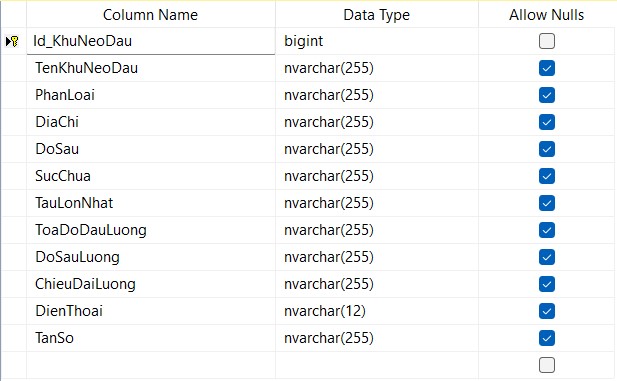 Column Name Data Type Allow Nulls
Id_KhuNeoDau bigint
TenKhuNeoDau nvarchar(255)
PhanLoai nvarchar(255)
DiaChi nvarchar(255)
DoSau nvarchar(255)
SucChua nvarchar(255)
TauLonNhat nvarchar(255)
ToaDoDauLuong nvarchar(255)
DoSauLuong nvarchar(255)
ChieuDaiLuong nvarchar(255)
DienThoai nvarchar(12)
TanSo nvarchar(255)